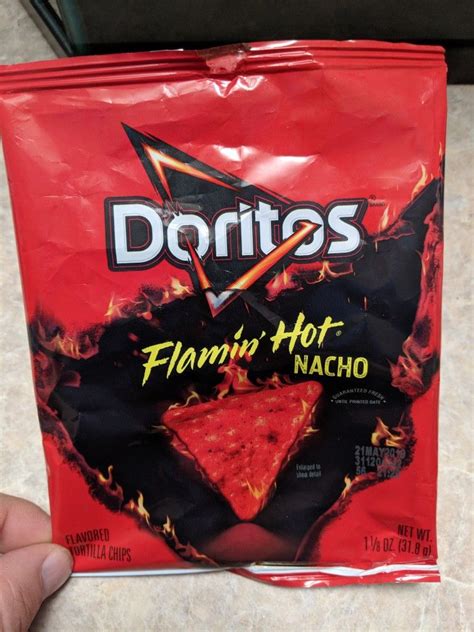 Doritos
Flamin' Hot®
NACHO
GUARANTEED FRESH
UNTIL PRINTED DATE
21MAY2019
Enlarged to
show detail
FLAVORED
TORTILLA CHIPS
NET WT.
1 1/8 OZ. (31.8 g)